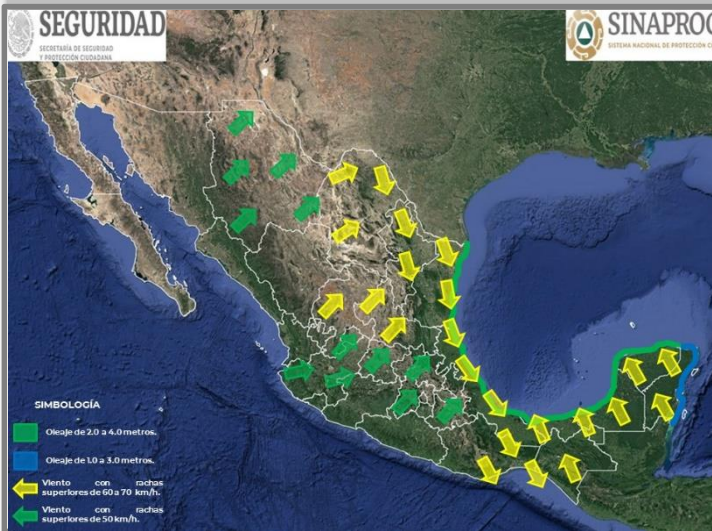 SEGURIDAD
SECRETARÍA DE SEGURIDAD
Y PROTECCIÓN CIUDADANA
SINAPROC
SISTEMA NACIONAL DE PROTECCIÓN C
SIMBOLOGÍA
Oleaje de 2.0 a 4.0 metros.
Oleaje de 1.0 a 3.0 metros.
Viento con rachas
superiores de 60 a 70 km/h.
Viento con rachas
superiores de 50 km/h.